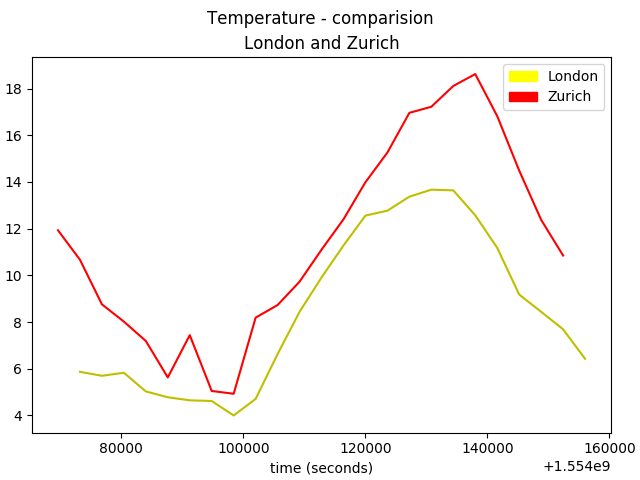 Temperature - comparision
London and Zurich
London
Zurich
18
16
14
12
10
8
6
4
80000 100000 120000 140000 160000
time (seconds)
+1.554e9